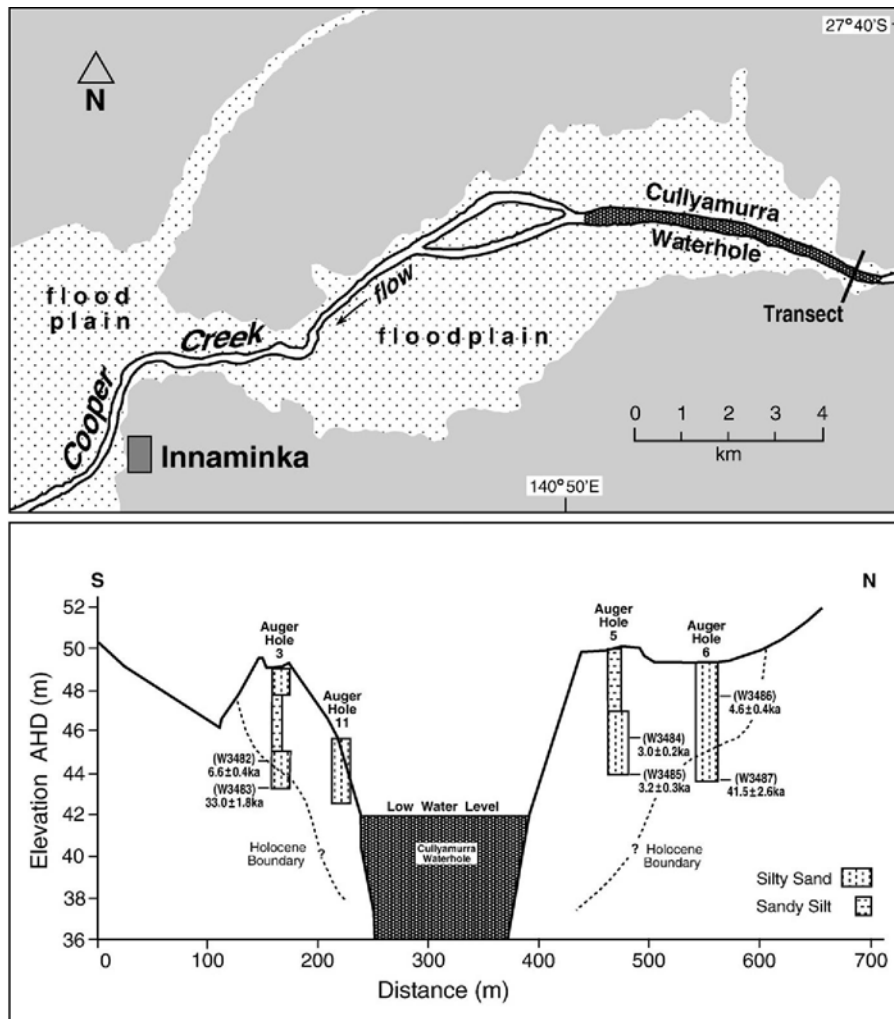 27°40'S
N
Cullyamurra
Waterhole
Transect
flow
flood
plain
floodplain
Creek
Cooper
Innaminka
0 1 2 3 4
km
140°50'E
S
N
Elevation AHD (m)
52
50
48
46
44
42
40
38
36
Auger
Hole
3
Auger
Hole
11
Auger
Hole
5
Auger
Hole
6
(W3482)
6.6±0.4ka
(W3483)
33.0±1.8ka
(W3484)
3.0±0.2ka
(W3485)
3.2±0.3ka
(W3486)
4.6±0.4ka
(W3487)
41.5±2.6ka
Low Water Level
Cullyamurra
Waterhole
Holocene
Boundary
?
? Holocene
Boundary
Silty Sand
Sandy Silt
0 100 200 300 400 500 600 700
Distance (m)